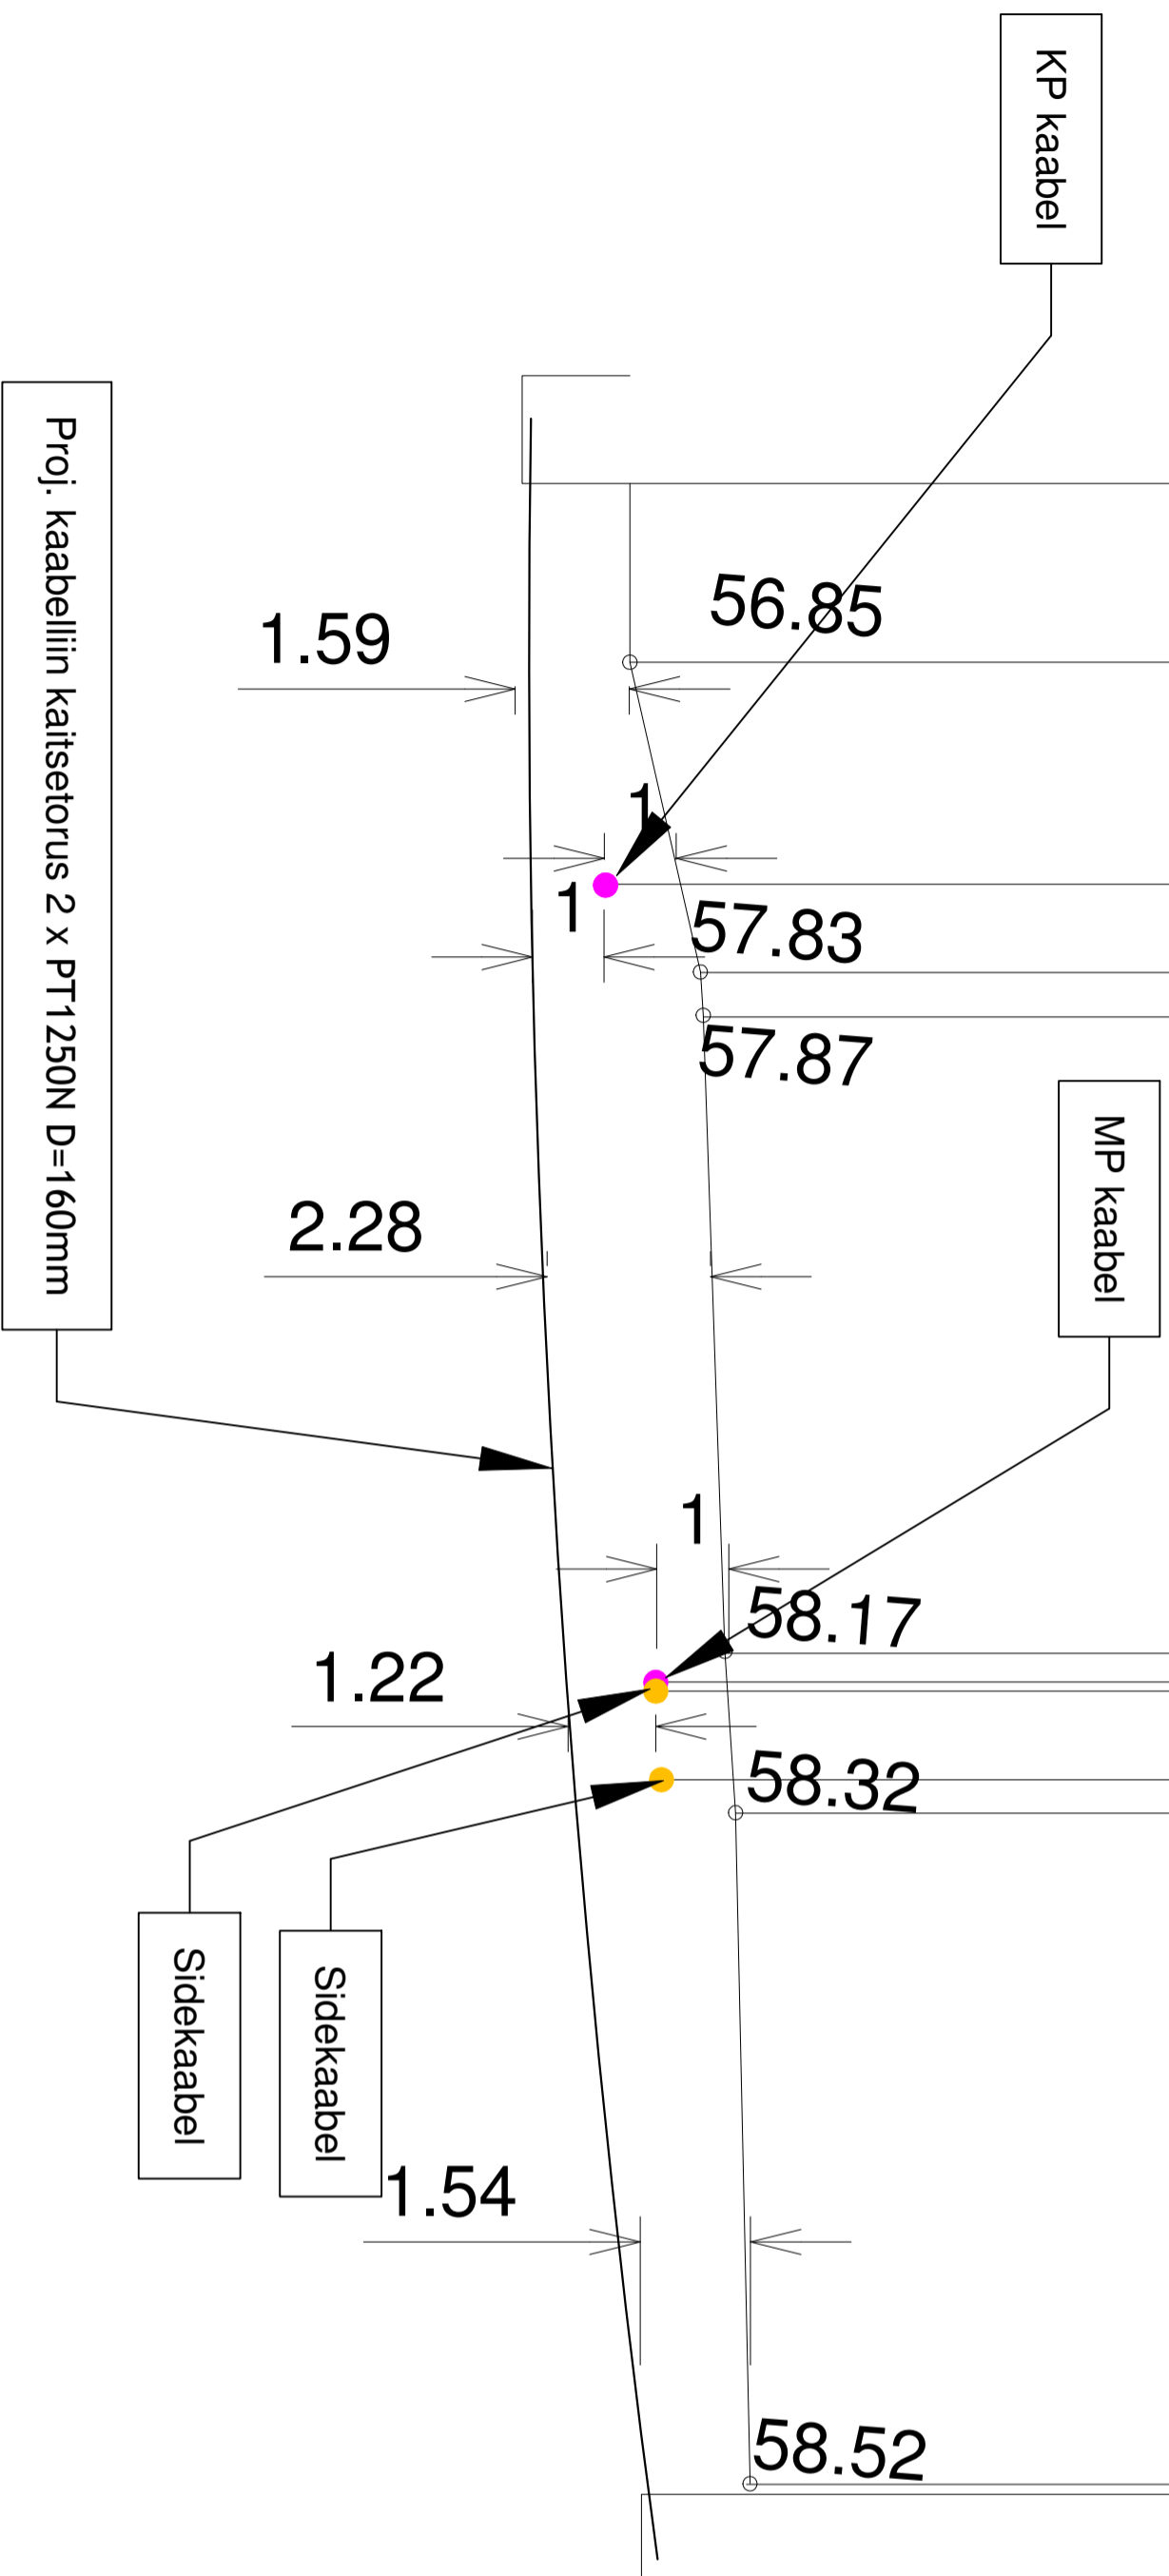 KP kaabel
56.85
1.59
1
1
57.83
57.87
MP kaabel
Proj. kaabelliin kaitsetorus 2 x PT1250N D=160mm
2.28
1
58.17
1.22
58.32
Sidekaabel
Sidekaabel
1.54
58.52